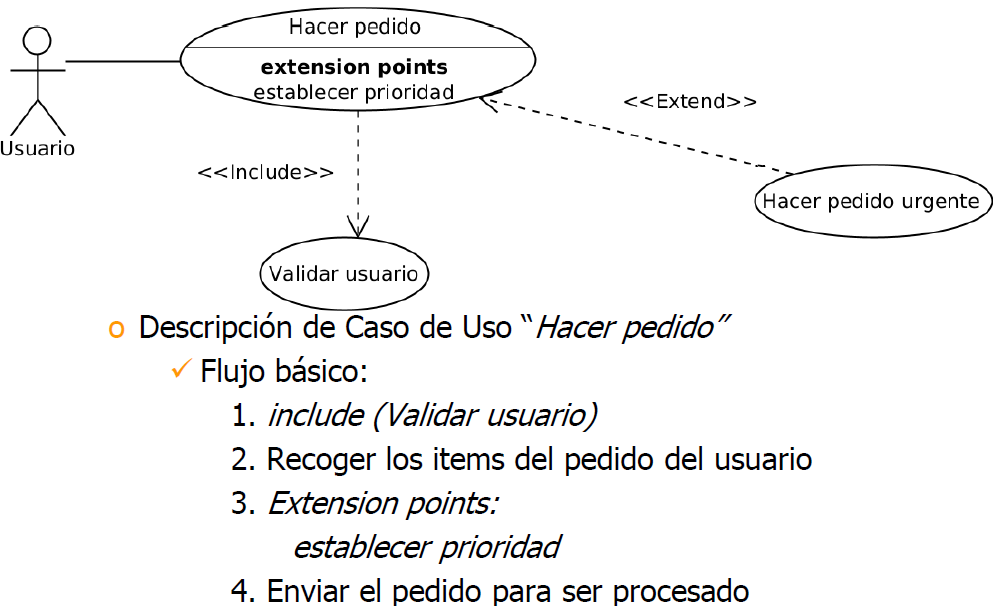 Hacer pedido
extension points
establecer prioridad
<<Extend>>
Usuario
<<Include>>
Hacer pedido urgente
Validar usuario
o Descripción de Caso de Uso “Hacer pedido”
✓ Flujo básico:
1. include (Validar usuario)
2. Recoger los items del pedido del usuario
3. Extension points:
establecer prioridad
4. Enviar el pedido para ser procesado